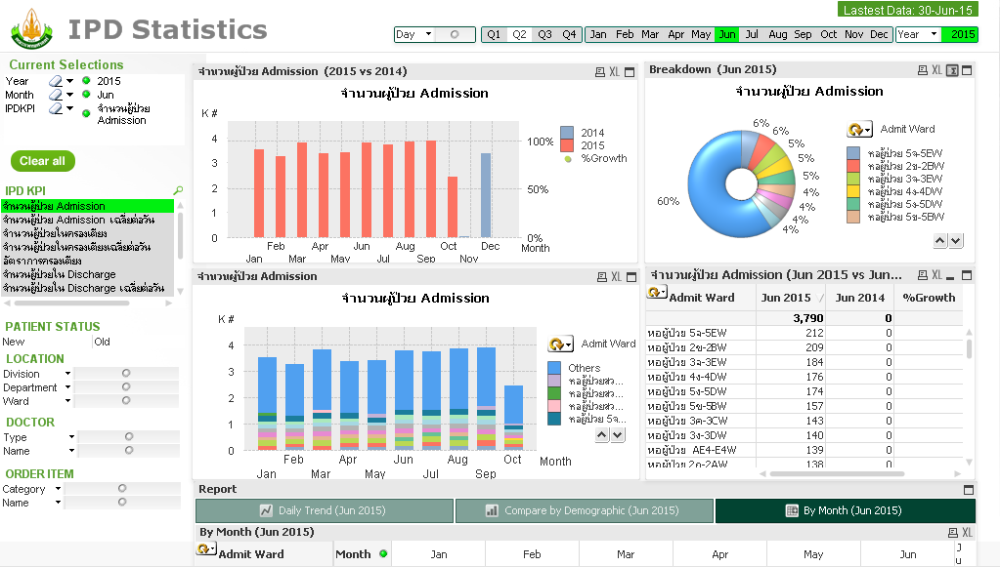 Lastest Data: 30-Jun-15
IPD Statistics
Day
Q1 Q2 Q3 Q4
Jan Feb Mar Apr May Jun Jul Aug Sep Oct Nov Dec
Year 2015
Current Selections
Year 2015
Month Jun
IPDKPI จำนวนผู้ป่วย
Admission
Clear all
IPD KPI
จำนวนผู้ป่วย Admission
จำนวนผู้ป่วย Admission เฉลี่ยต่อวัน
จำนวนผู้ป่วยในครองเตียง
จำนวนผู้ป่วยในครองเตียงเฉลี่ยต่อวัน
อัตราการครองเตียง
จำนวนผู้ป่วยใน Discharge
จำนวนผู้ป่วยใน Discharge เฉลี่ยต่อวัน
PATIENT STATUS
New Old
LOCATION
Division
Department
Ward
DOCTOR
Type
Name
ORDER ITEM
Category
Name
จำนวนผู้ป่วย Admission (2015 vs 2014)
XL
จำนวนผู้ป่วย Admission
K #
4
3
2
1
0
100%
50%
0%
Feb Apr Jun Aug Oct Dec
Jan Mar May Jul Sep Nov
Month
2014
2015
%Growth
Breakdown (Jun 2015)
XL
จำนวนผู้ป่วย Admission
6%
6%
5%
5%
5%
4%
4%
4%
4%
60%
Admit Ward
หอผู้ป่วย 5จ-5EW
หอผู้ป่วย 2ข-2BW
หอผู้ป่วย 3จ-3EW
หอผู้ป่วย 4ง-4DW
หอผู้ป่วย 5ง-5DW
หอผู้ป่วย 5ข-5BW
จำนวนผู้ป่วย Admission
XL
จำนวนผู้ป่วย Admission
K #
4
3
2
1
0
Feb Apr Jun Aug Oct
Jan Mar May Jul Sep
Month
Admit Ward
Others
หอผู้ป่วยสว...
หอผู้ป่วยสว...
หอผู้ป่วยสว...
หอผู้ป่วย 5จ...
จำนวนผู้ป่วย Admission (Jun 2015 vs Jun...
XL
Admit Ward Jun 2015 / Jun 2014 %Growth
3,790 0
หอผู้ป่วย 5จ-5EW 212 0
หอผู้ป่วย 2ข-2BW 209 0
หอผู้ป่วย 3จ-3EW 184 0
หอผู้ป่วย 4ง-4DW 176 0
หอผู้ป่วย 5ง-5DW 174 0
หอผู้ป่วย 5ข-5BW 157 0
หอผู้ป่วย 3ค-3CW 143 0
หอผู้ป่วย 3ง-3DW 140 0
หอผู้ป่วย AE4-E4W 139 0
หอผู้ป่วย 2ก-2AW 138 0
Report
Daily Trend (Jun 2015)
Compare by Demographic (Jun 2015)
By Month (Jun 2015)
By Month (Jun 2015)
XL
Admit Ward Month Jan Feb Mar Apr May Jun J
u